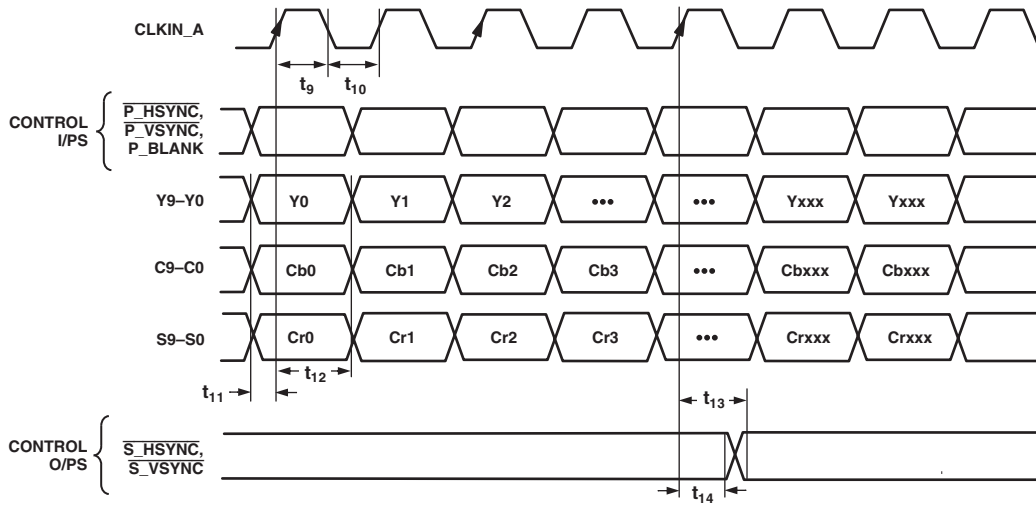 CLKIN_A
t9
t10
CONTROL I/PS
P_HSYNC,
P_VSYNC,
P_BLANK
Y9–Y0
Y0 Y1 Y2 ••• ••• Yxxx Yxxx
C9–C0
Cb0 Cb1 Cb2 Cb3 ••• Cbxxx Cbxxx
S9–S0
Cr0 Cr1 Cr2 Cr3 ••• Crxxx Crxxx
t11
t12
t13
CONTROL O/PS
S_HSYNC,
S_VSYNC
t14